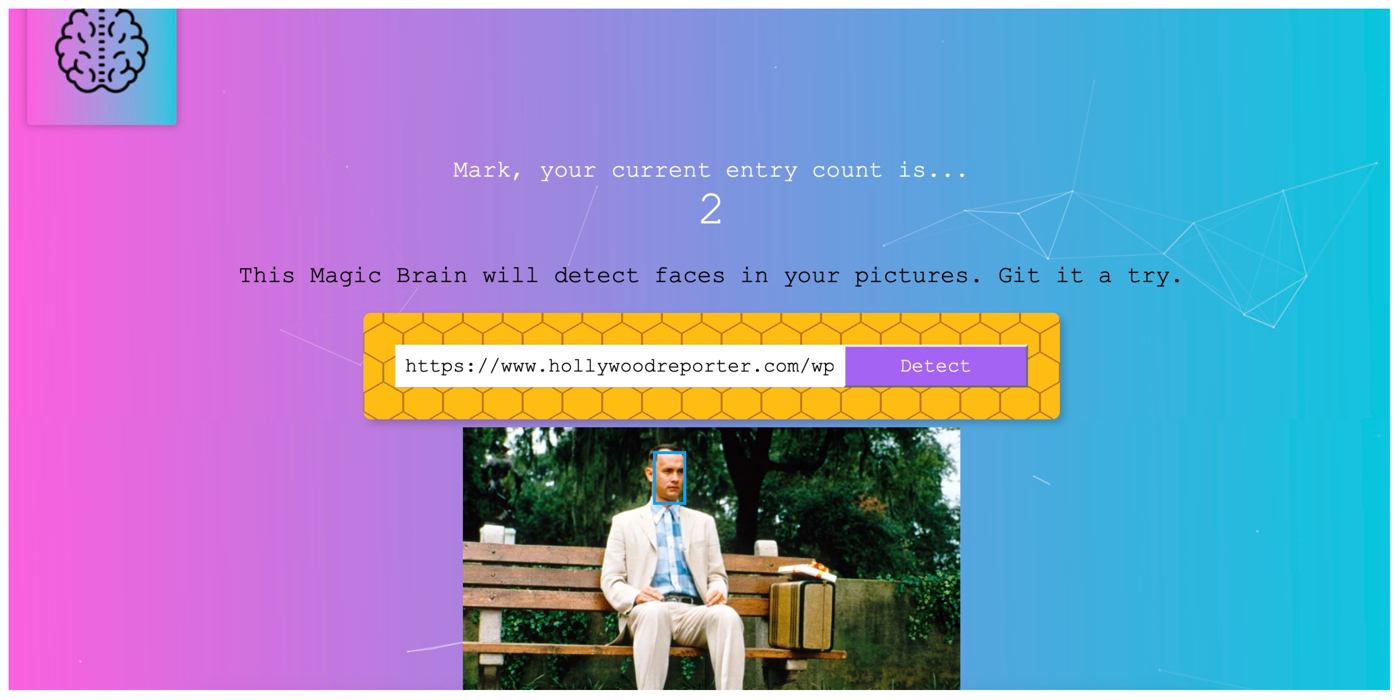 Mark, your current entry count is...
2
This Magic Brain will detect faces in your pictures. Git it a try.
https://www.hollywoodreporter.com/wp
Detect